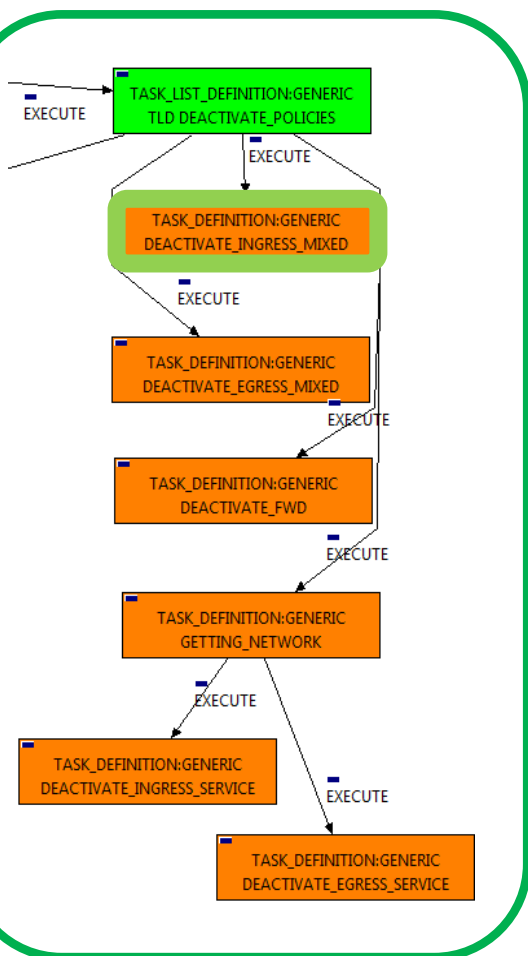 TASK_LIST_DEFINITION:GENERIC
TLD DEACTIVATE_POLICIES
EXECUTE
EXECUTE
TASK_DEFINITION:GENERIC
DEACTIVATE_INGRESS_MIXED
EXECUTE
TASK_DEFINITION:GENERIC
DEACTIVATE_EGRESS_MIXED
EXECUTE
TASK_DEFINITION:GENERIC
DEACTIVATE_FWD
EXECUTE
TASK_DEFINITION:GENERIC
GETTING_NETWORK
EXECUTE
TASK_DEFINITION:GENERIC
DEACTIVATE_INGRESS_SERVICE
EXECUTE
TASK_DEFINITION:GENERIC
DEACTIVATE_EGRESS_SERVICE